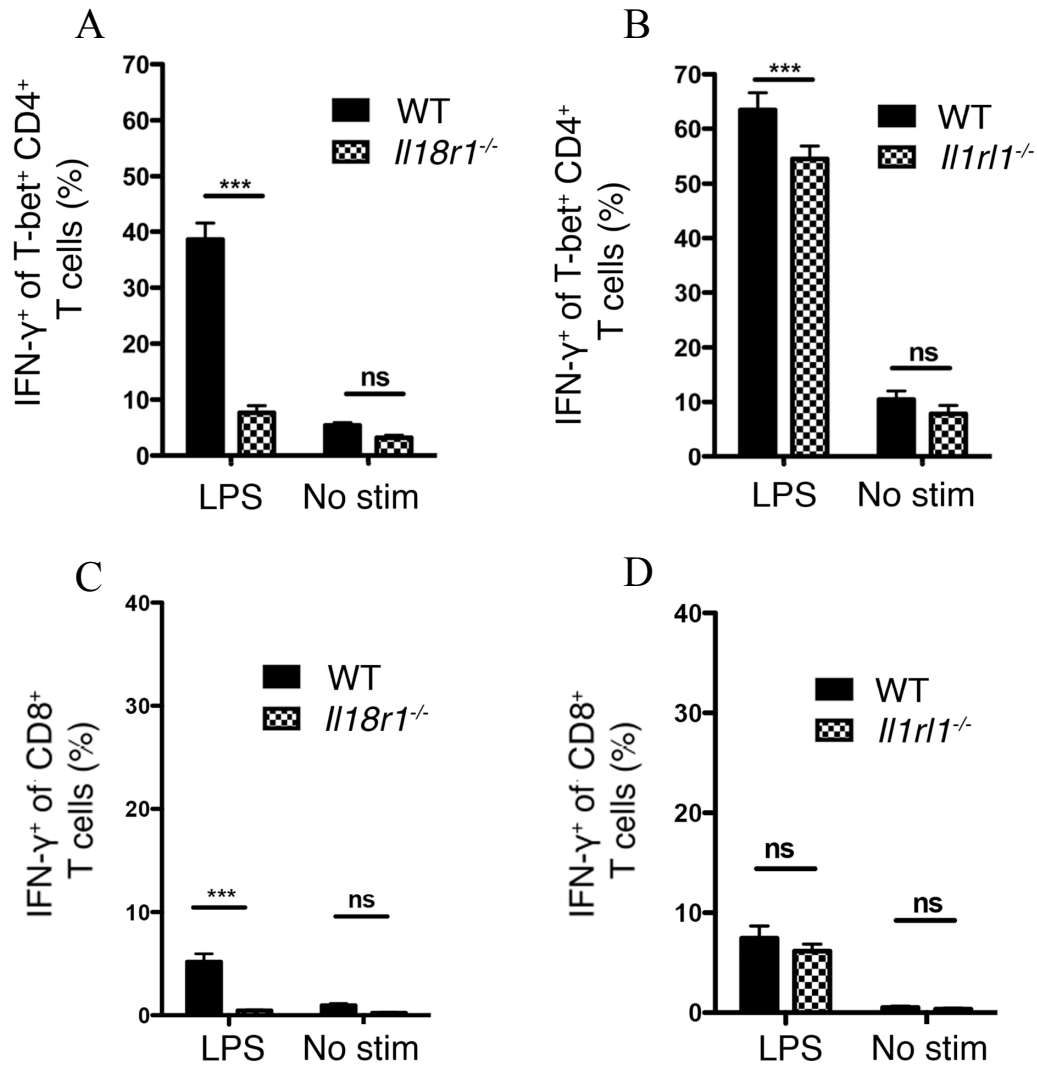 A
IFN-γ⁺ of T-bet⁺ CD4⁺
T cells (%)
70
60
50
40
30
20
10
0
WT
Il18r1⁻/⁻
***
ns
LPS No stim
B
IFN-γ⁺ of T-bet⁺ CD4⁺
T cells (%)
70
60
50
40
30
20
10
0
WT
Il1rl1⁻/⁻
***
ns
LPS No stim
C
IFN-γ⁺ of CD8⁺
T cells (%)
40
30
20
10
0
WT
Il18r1⁻/⁻
***
ns
LPS No stim
D
IFN-γ⁺ of CD8⁺
T cells (%)
40
30
20
10
0
WT
Il1rl1⁻/⁻
ns
ns
LPS No stim